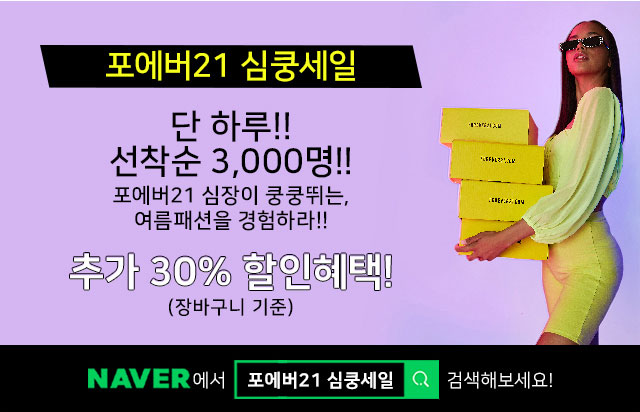 포에버21 심쿵세일
단 하루!!
선착순 3,000명!!
포에버21 심장이 쿵쿵뛰는,
여름패션을 경험하라!!
추가 30% 할인혜택!
(장바구니 기준)
NAVER에서 포에버21 심쿵세일 검색해보세요!